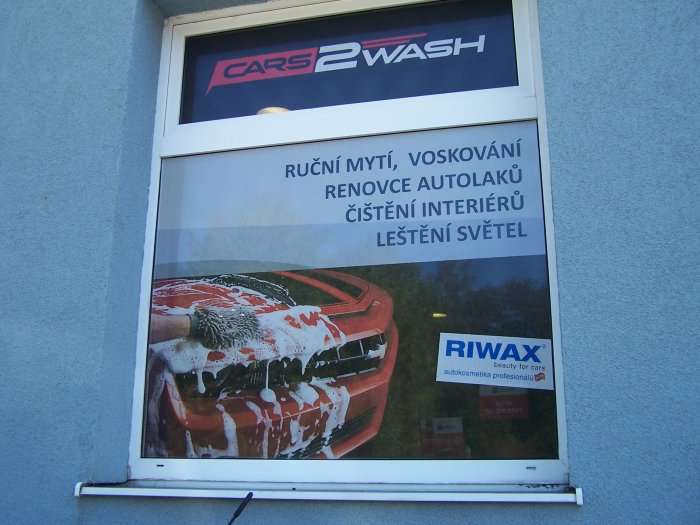 CARS2WASH
RUČNÍ MYTÍ, VOSKOVÁNÍ
RENOVCE AUTOLAKŮ
ČIŠTĚNÍ INTERIÉRŮ
LEŠTĚNÍ SVĚTEL
RIWAX®
beauty for cars
autokosmetika profesionálů